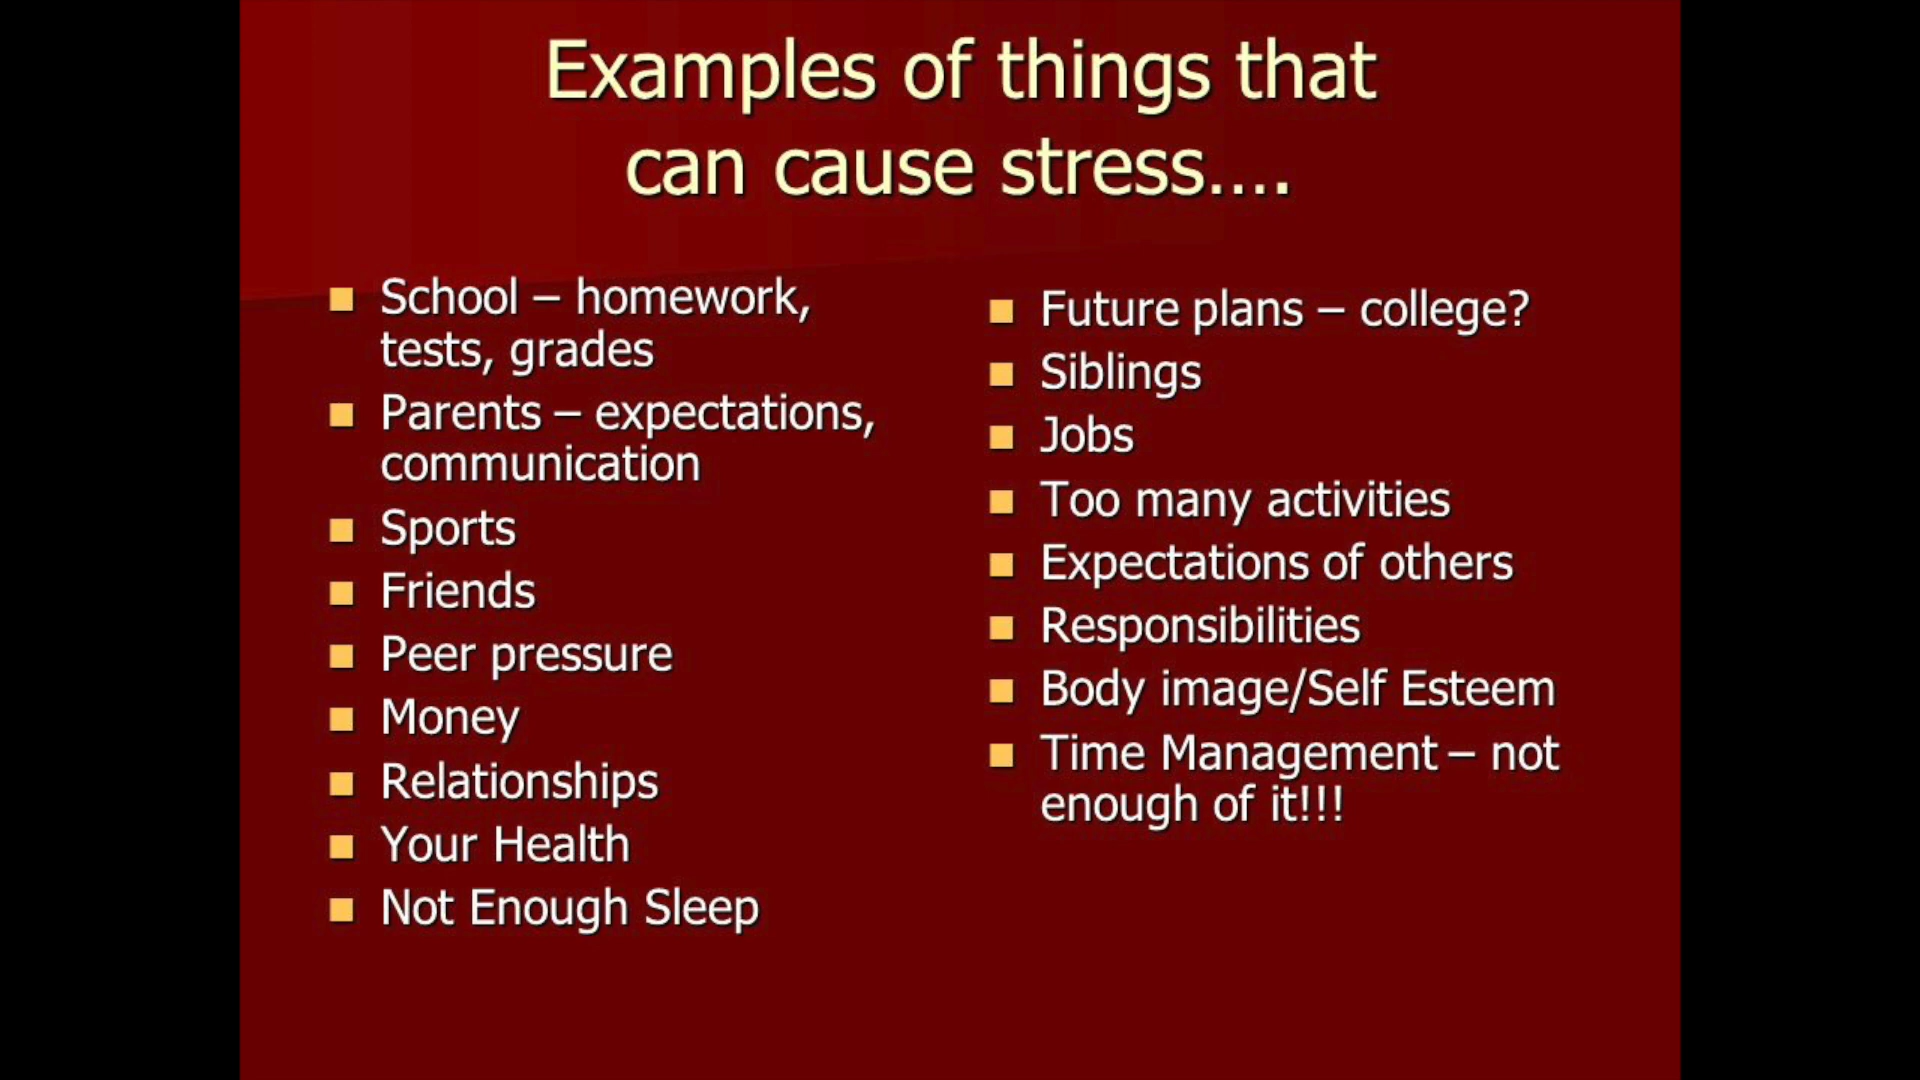 Examples of things that
can cause stress....
School – homework,
tests, grades
Parents – expectations,
communication
Sports
Friends
Peer pressure
Money
Relationships
Your Health
Not Enough Sleep
Future plans – college?
Siblings
Jobs
Too many activities
Expectations of others
Responsibilities
Body image/Self Esteem
Time Management – not
enough of it!!!